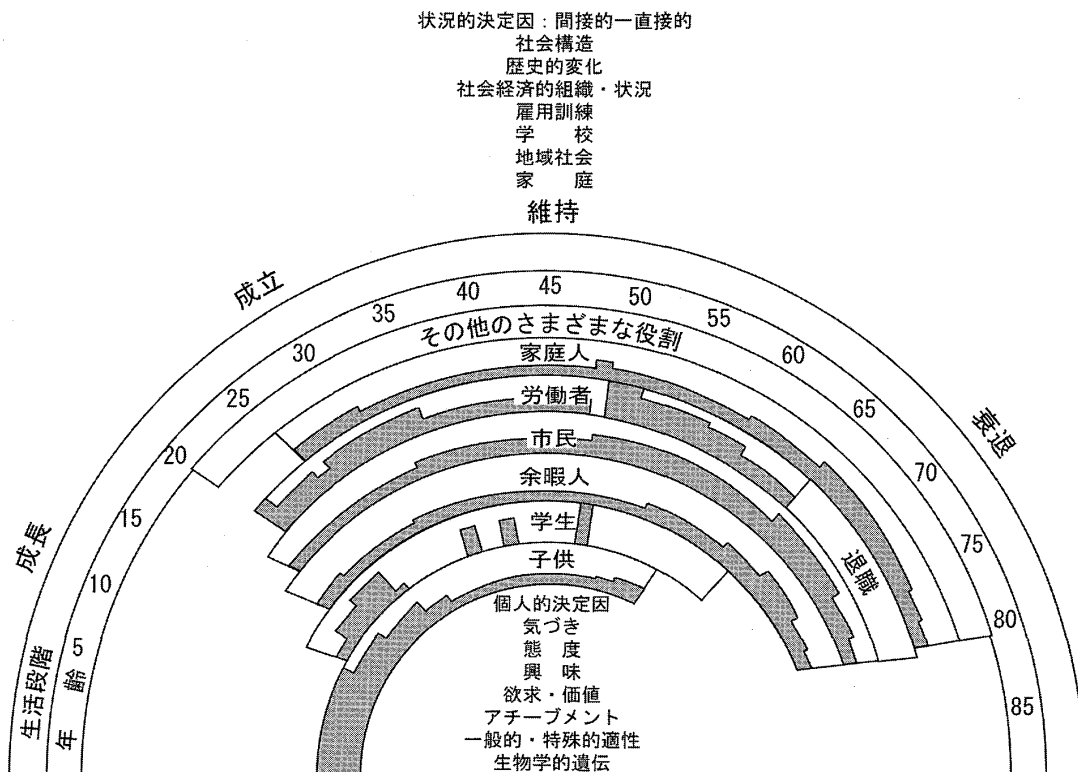 状況的決定因：間接的―直接的
社会構造
歴史的変化
社会経済的組織・状況
雇用訓練
学　校
地域社会
家　庭
維持
成立
衰退
成長
生活段階
年齢
5
10
15
20
25
30
35
40
45
50
55
60
65
70
75
80
85
その他のさまざまな役割
家庭人
労働者
市民
余暇人
学生
子供
退職
個人的決定因
気づき
態　度
興　味
欲求・価値
アチーブメント
一般的・特殊的適性
生物学的遺伝